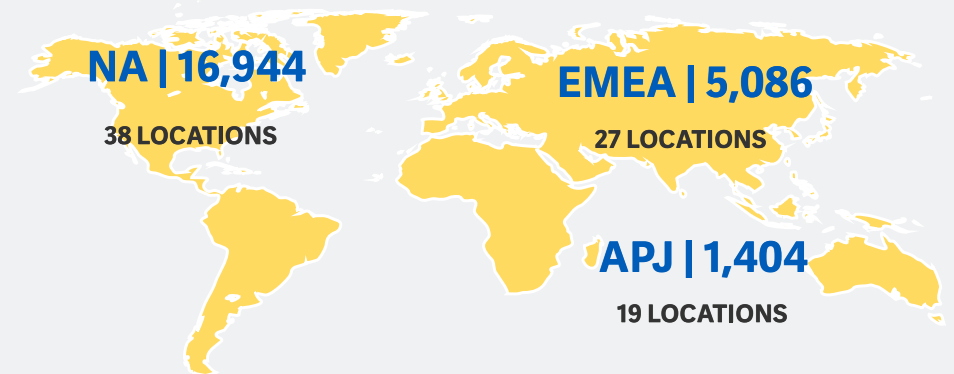 NA | 16,944
38 LOCATIONS
EMEA | 5,086
27 LOCATIONS
APJ | 1,404
19 LOCATIONS